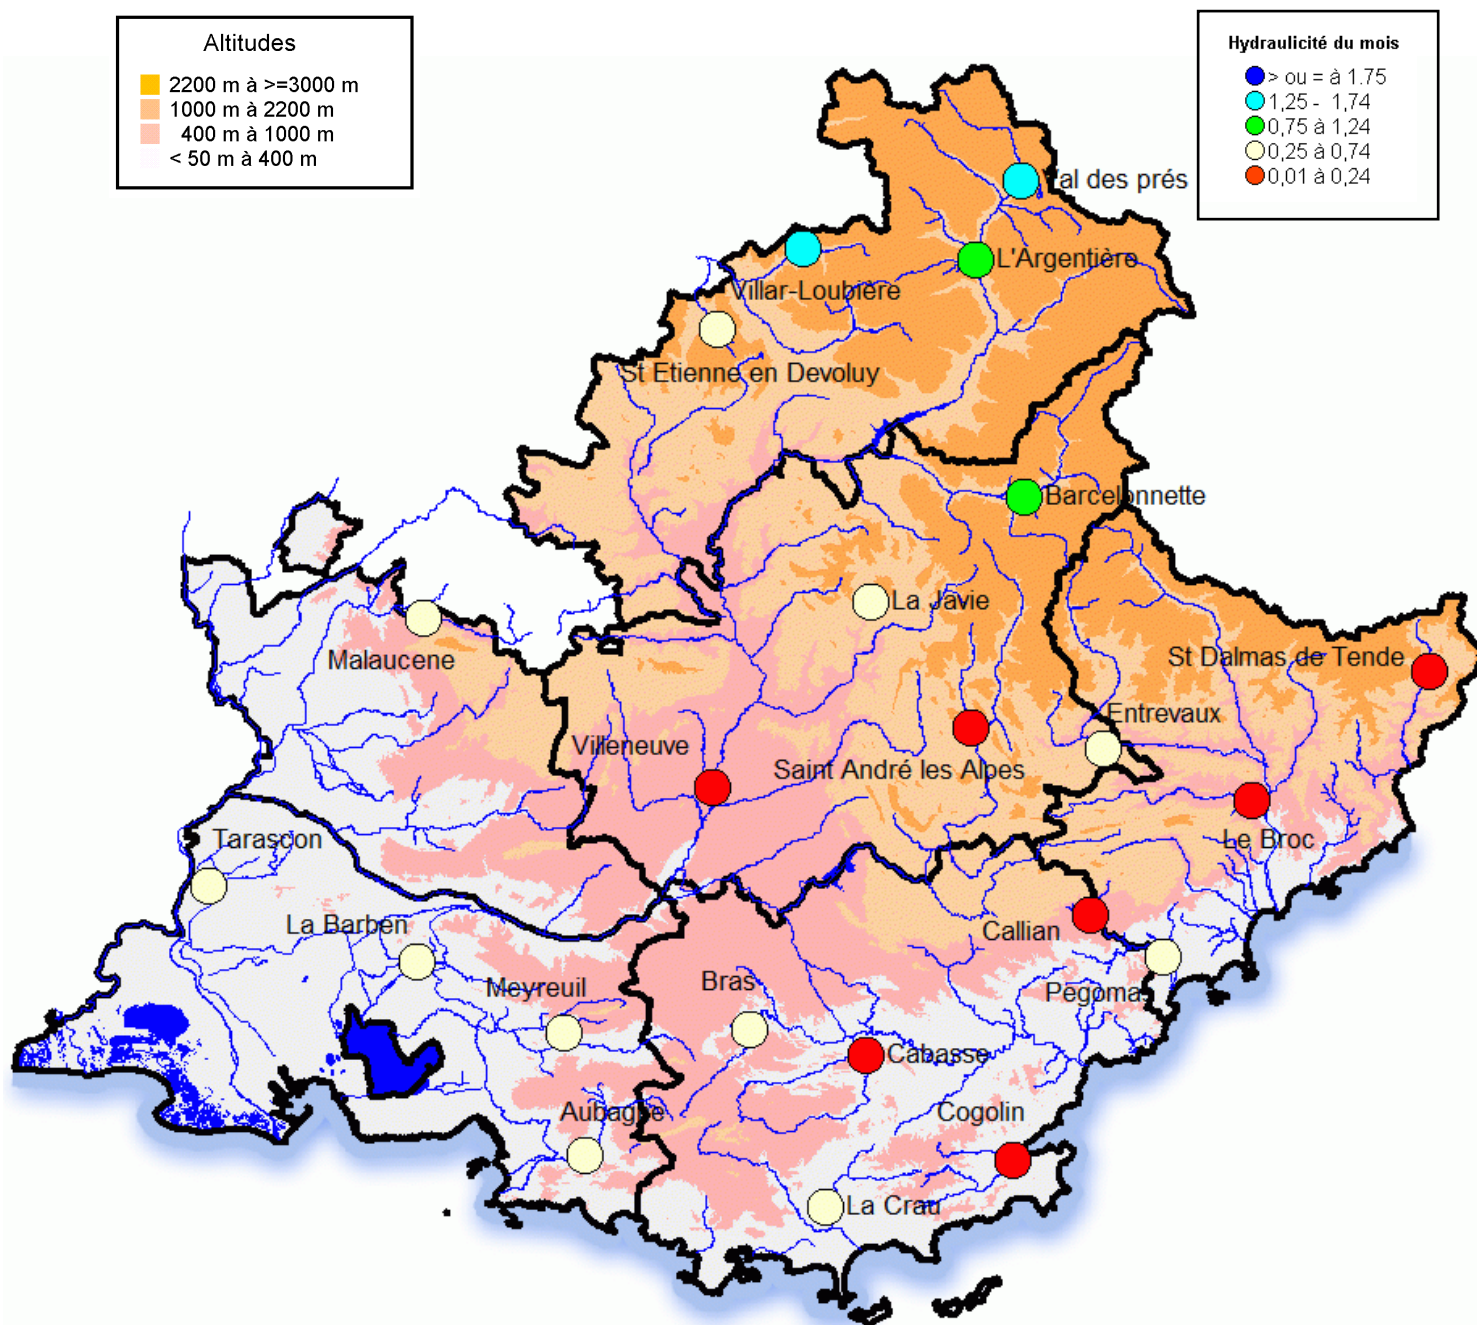 Altitudes
2200 m à >=3000 m
1000 m à 2200 m
400 m à 1000 m
< 50 m à 400 m
Hydraulicité du mois
> ou = à 1.75
1,25 - 1,74
0,75 à 1,24
0,25 à 0,74
0,01 à 0,24
Val des prés
L'Argentière
Villar-Loubière
St Etienne en Devoluy
Barcelonnette
La Javie
Malaucene
St Dalmas de Tende
Entrevaux
Villeneuve
Saint André les Alpes
Tarascon
Le Broc
La Barben
Callian
Meyreuil
Bras
Pégomas
Cabasse
Aubagne
Cogolin
La Crau